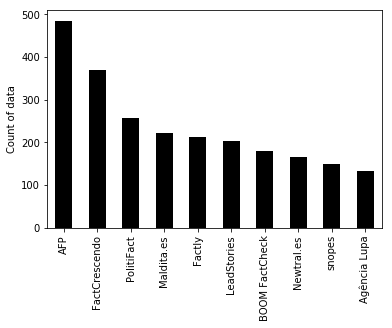 500
400
300
200
100
0
Count of data
AFP
FactCrescendo
PolitiFact
Maldita.es
Factly
LeadStories
BOOM FactCheck
Newtral.es
snopes
Agência Lupa